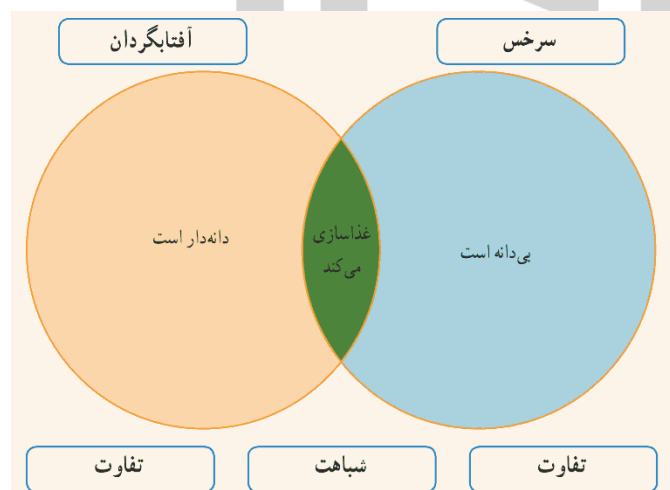 سرخس
آفتابگردان
بی‌دانه است
غذاسازی
می‌کند
دانه‌دار است
تفاوت
شباهت
تفاوت